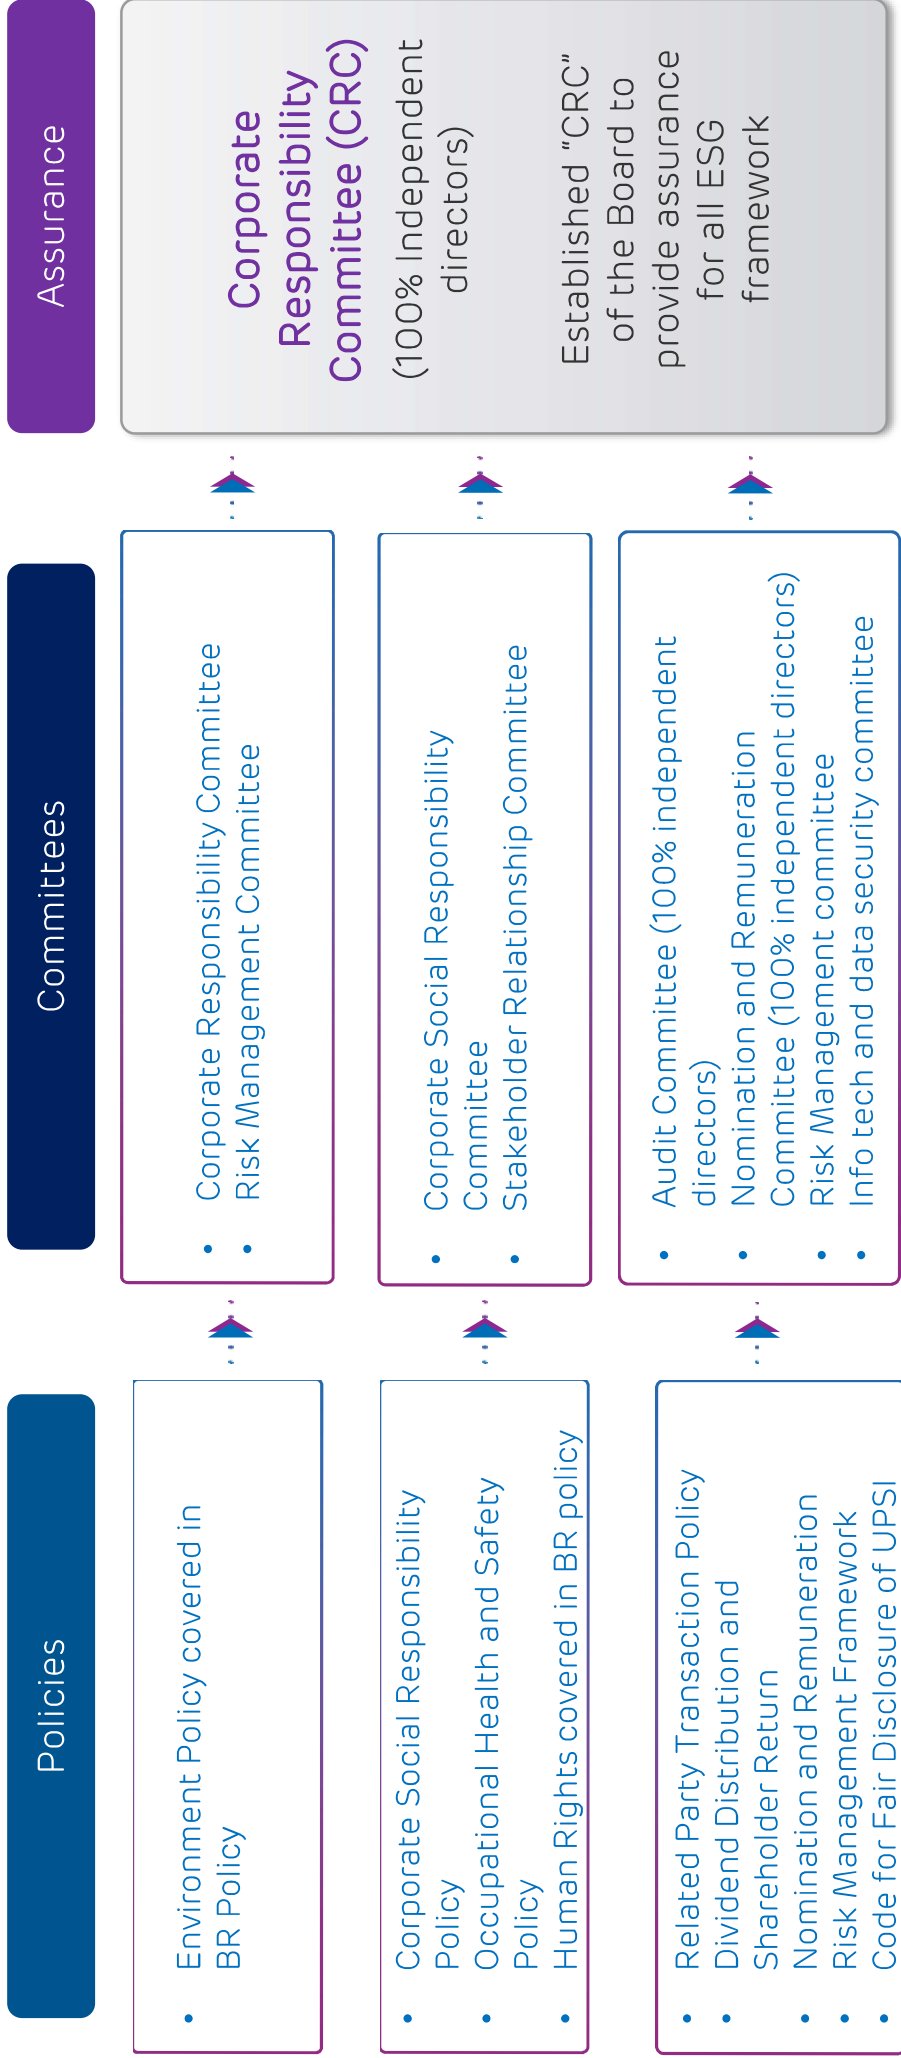 Policies
Committees
Assurance
• Environment Policy covered in
BR Policy
• Corporate Responsibility Committee
• Risk Management Committee
• Corporate Social Responsibility
Policy
• Occupational Health and Safety
Policy
• Human Rights covered in BR policy
• Corporate Social Responsibility
Committee
• Stakeholder Relationship Committee
• Related Party Transaction Policy
• Dividend Distribution and
Shareholder Return
• Nomination and Remuneration
• Risk Management Framework
• Code for Fair Disclosure of UPSI
• Audit Committee (100% independent
directors)
• Nomination and Remuneration
Committee (100% independent directors)
• Risk Management committee
• Info tech and data security committee
Corporate
Responsibility
Committee (CRC)
(100% Independent
directors)
Established "CRC"
of the Board to
provide assurance
for all ESG
framework